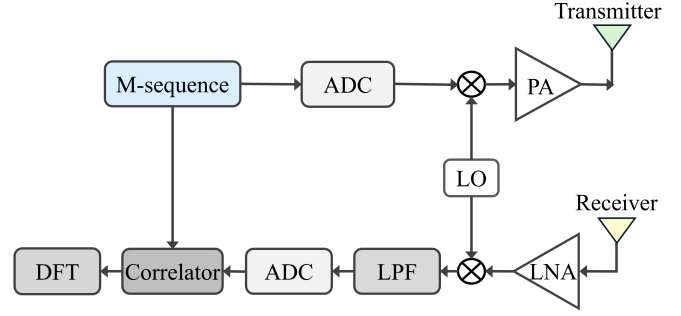 Transmitter
M-sequence
ADC
PA
LO
Receiver
DFT
Correlator
ADC
LPF
LNA